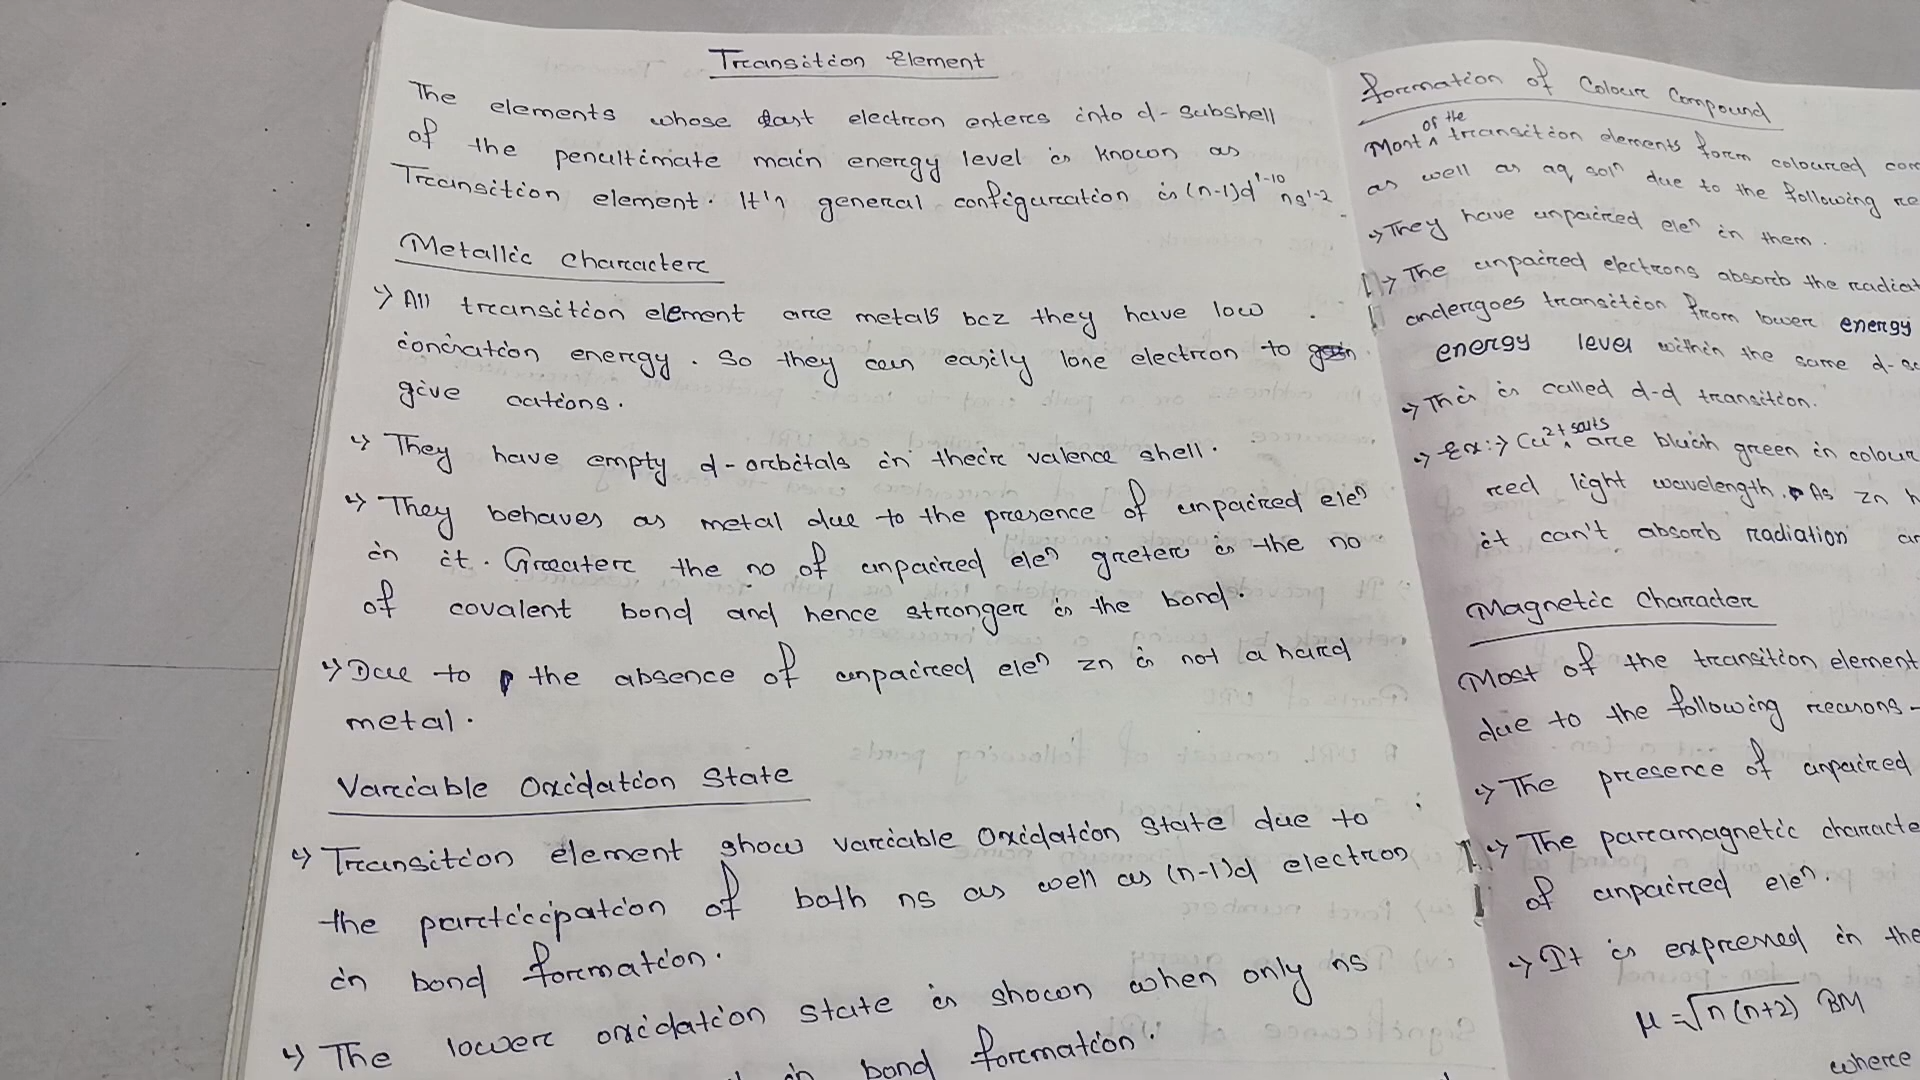 Transition Element
The elements whose last electron enters into d-subshell
of the penultimate main energy level is known as
Transition element. It's general configuration is (n-1)d¹⁻¹⁰ ns¹⁻²
Metallic character
→ All transition element are metals bcz they have low
ionisation energy. So they can easily lose electron to
give cations.
→ They have empty d-orbitals in their valence shell.
→ They behaves as metal due to the presence of unpaired eleⁿ
in it. Greater the no of unpaired eleⁿ greter is the no
of covalent bond and hence stronger is the bond.
→ Due to the absence of unpaired eleⁿ zn is not a hard
metal.
Variable Oxidation State
→ Transition element show variable oxidation state due to
the participation of both ns as well as (n-1)d electron
in bond formation.
→ The lower oxidation state is shown when only ns
in bond formation.
Formation of Colour Compound
Most of the transition elements form coloured
as well as aq solⁿ due to the following
→ They have unpaired eleⁿ in them.
→ The unpaired electrons absorb the
undergoes transition from lower energy
energy level within the same
→ This is called d-d transition.
→ Ex:→ Cu²⁺ salts are bluish green in colour
red light wavelength. As zn
it can't absorb radiation
Magnetic Character
Most of the transition element
due to the following reasons-
→ The presence of unpaired
→ The paramagnetic
of unpaired eleⁿ.
→ It is expressed in the
μ = √n(n+2) BM
where